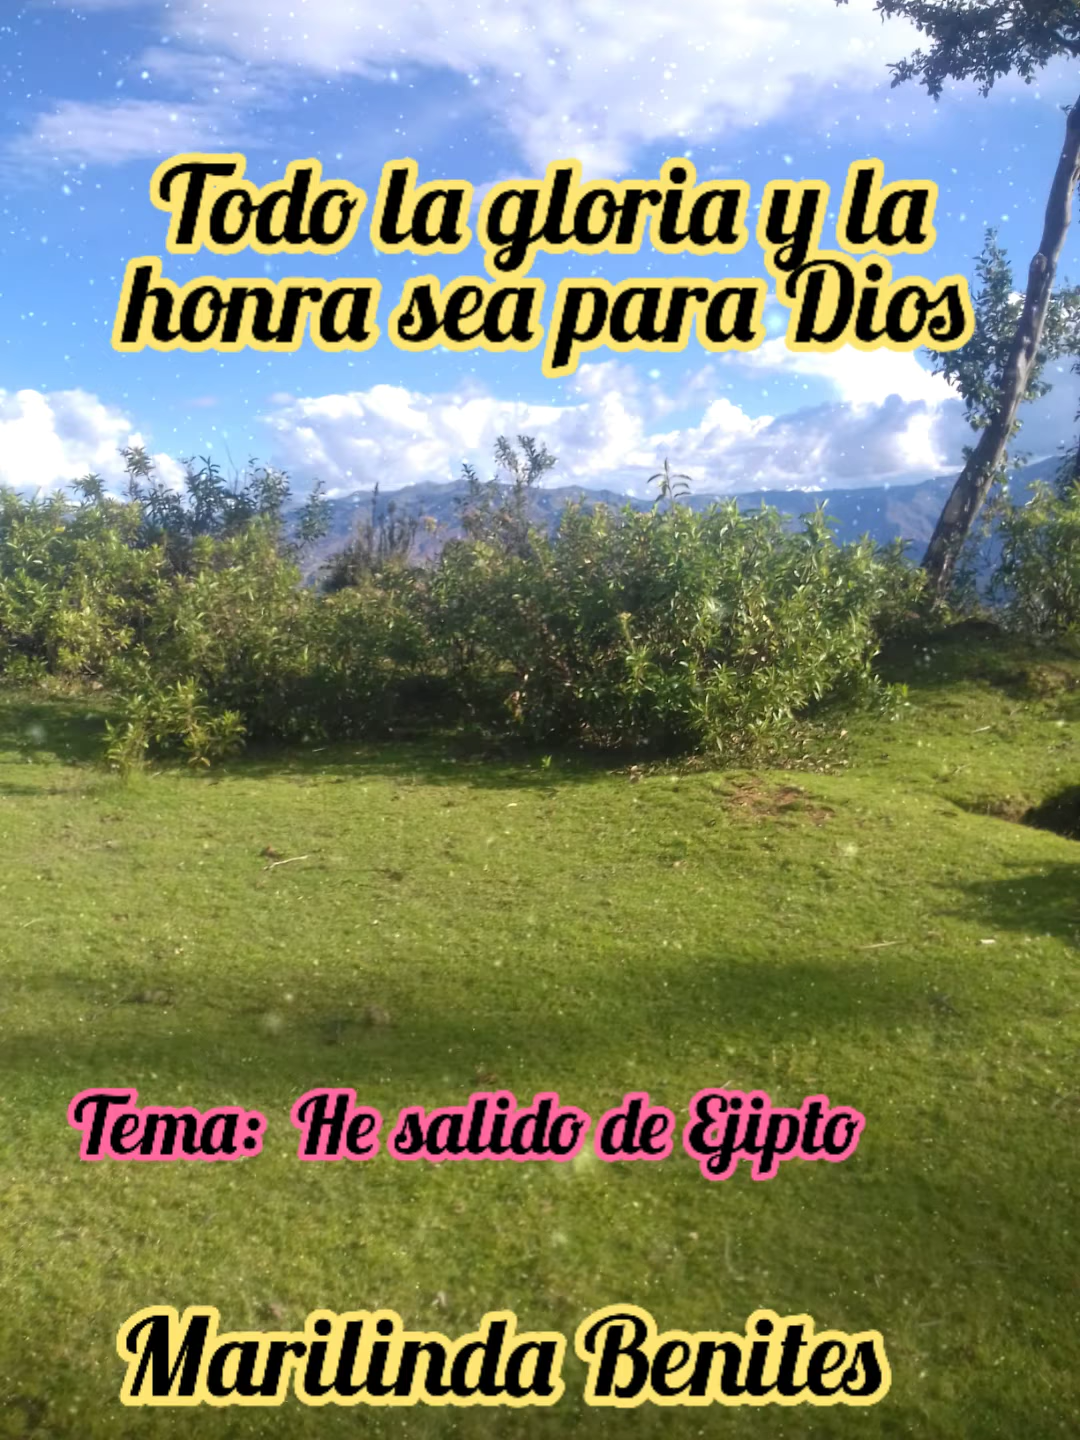 Todo la gloria y la
honra sea para Dios
Tema: He salido de Ejipto
Marilinda Benites